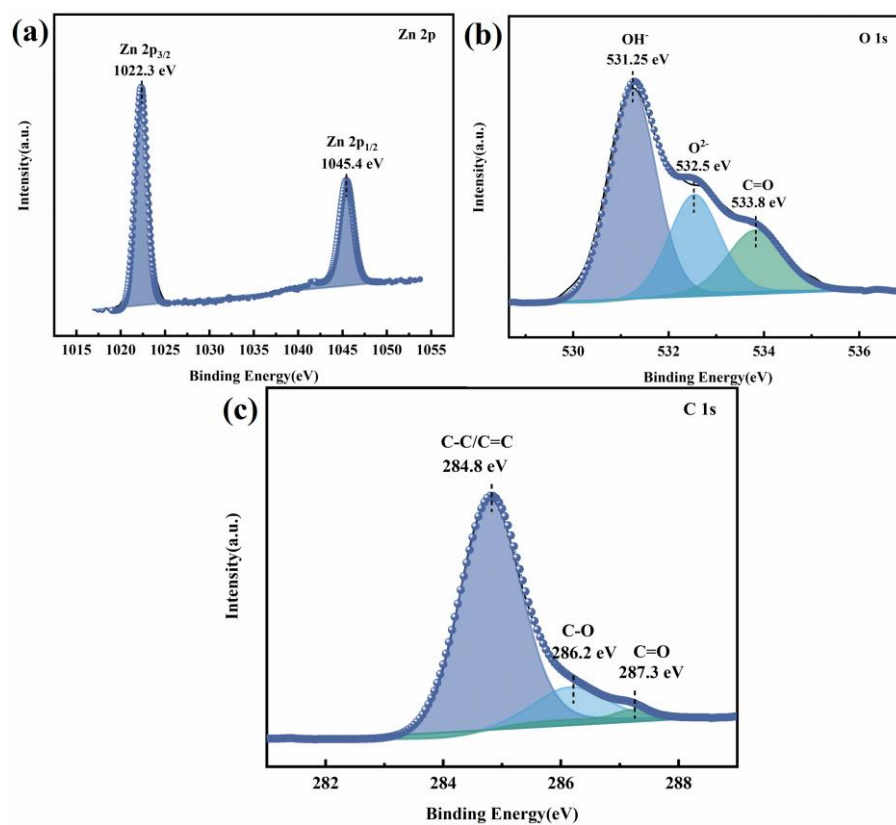 (a)
Zn 2p
Zn 2p3/2
1022.3 eV
Zn 2p1/2
1045.4 eV
Intensity(a.u.)
1015 1020 1025 1030 1035 1040 1045 1050 1055
Binding Energy(eV)
(b)
O 1s
OH-
531.25 eV
O2-
532.5 eV
C=O
533.8 eV
Intensity(a.u.)
530 532 534 536
Binding Energy(eV)
(c)
C 1s
C-C/C=C
284.8 eV
C-O
286.2 eV
C=O
287.3 eV
Intensity(a.u.)
282 284 286 288
Binding Energy(eV)